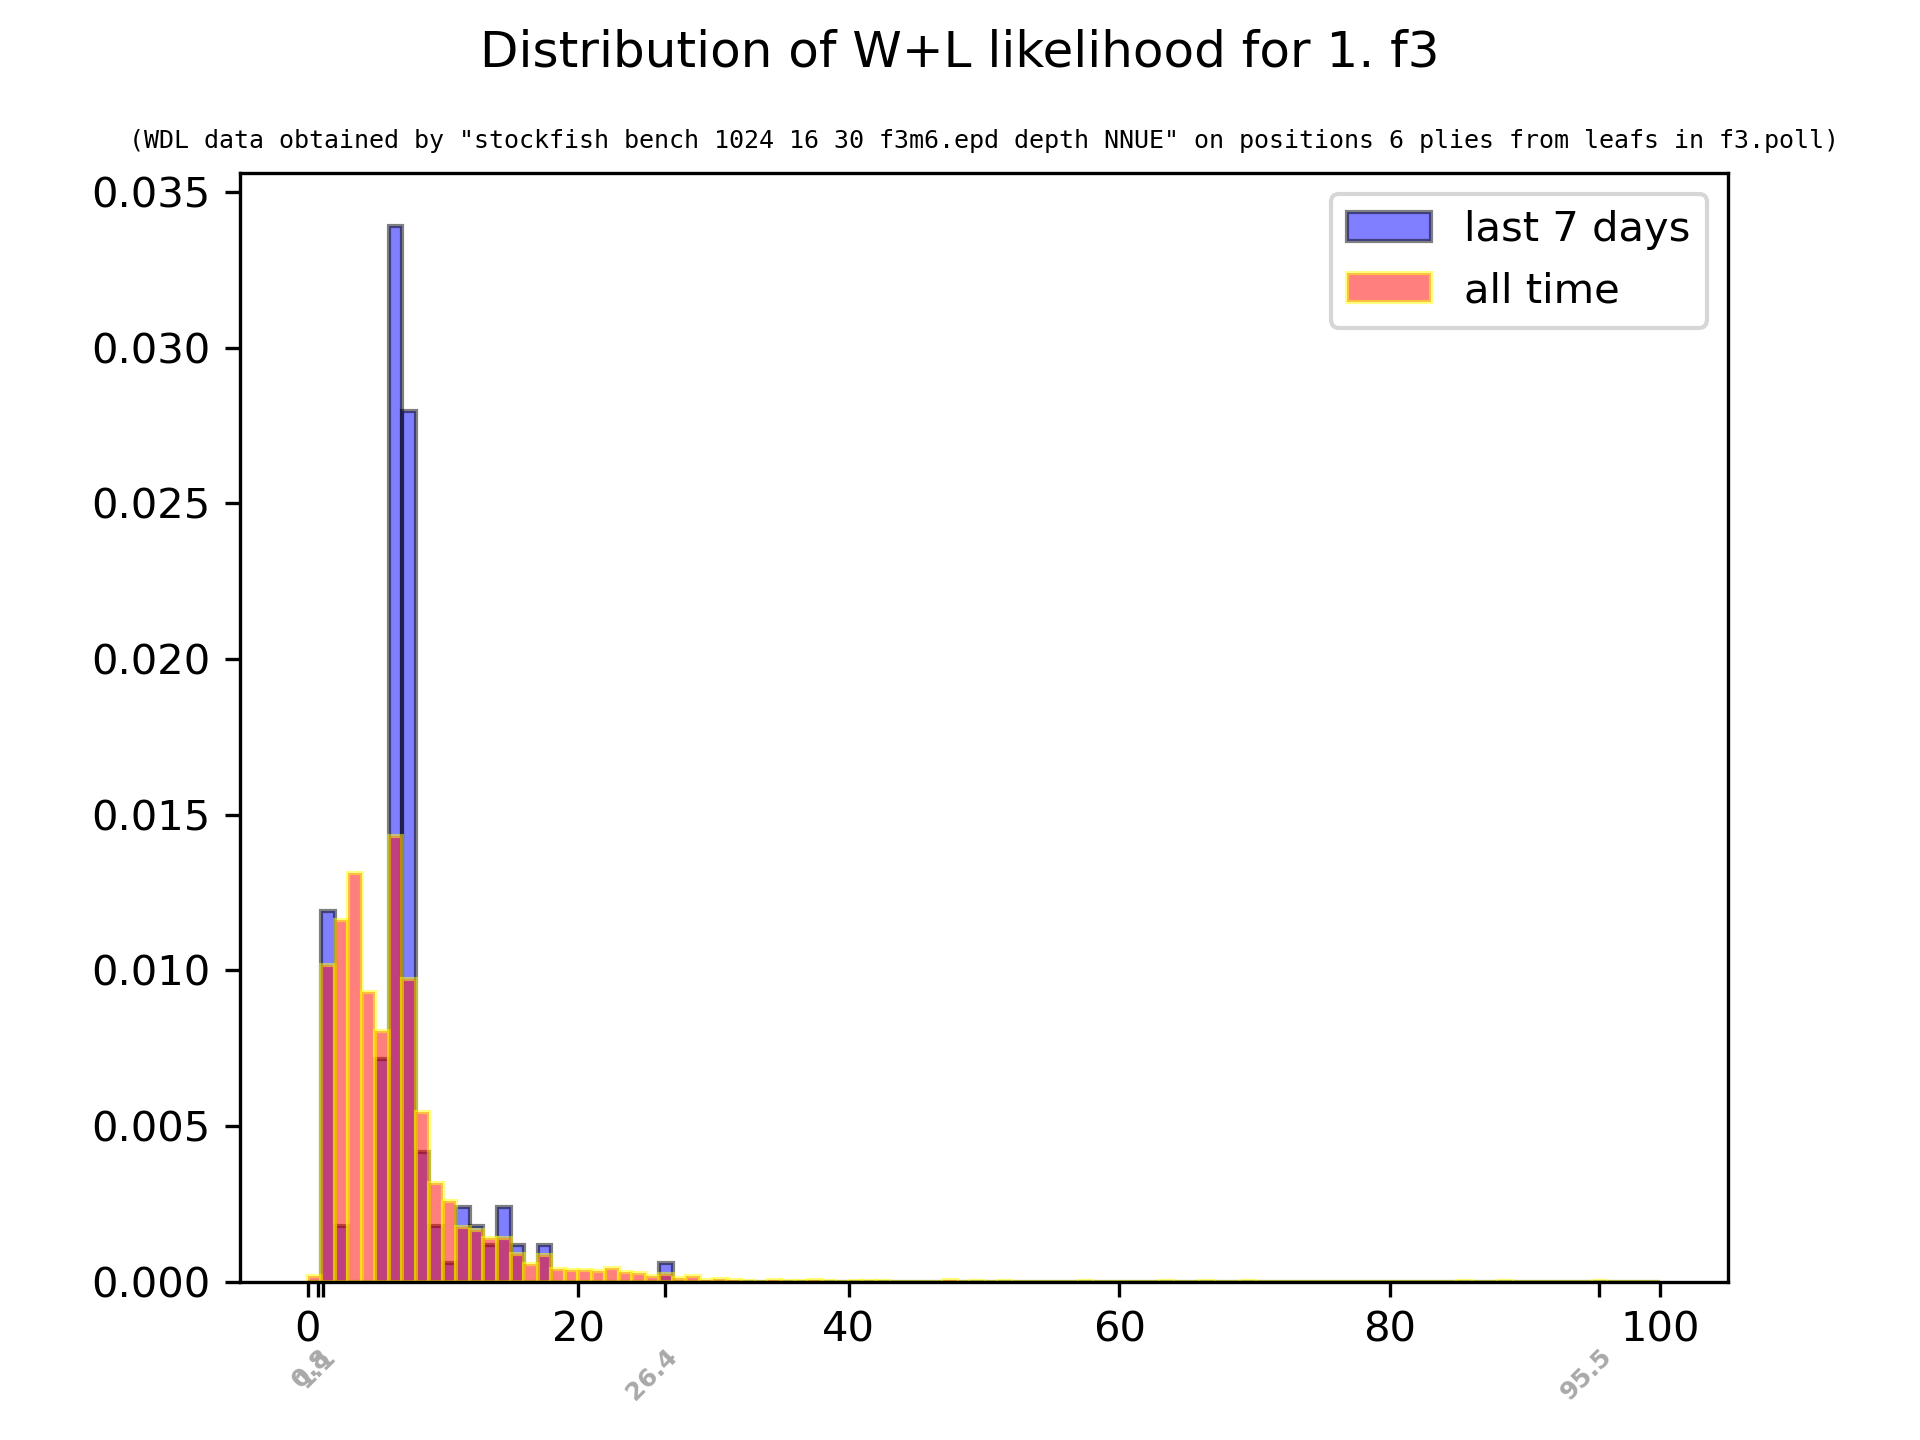 Distribution of W+L likelihood for 1. f3
(WDL data obtained by "stockfish bench 1024 16 30 f3m6.epd depth NNUE" on positions 6 plies from leafs in f3.poll)
last 7 days
all time
0.035
0.030
0.025
0.020
0.015
0.010
0.005
0.000
0 20 40 60 80 100
26.4 95.5